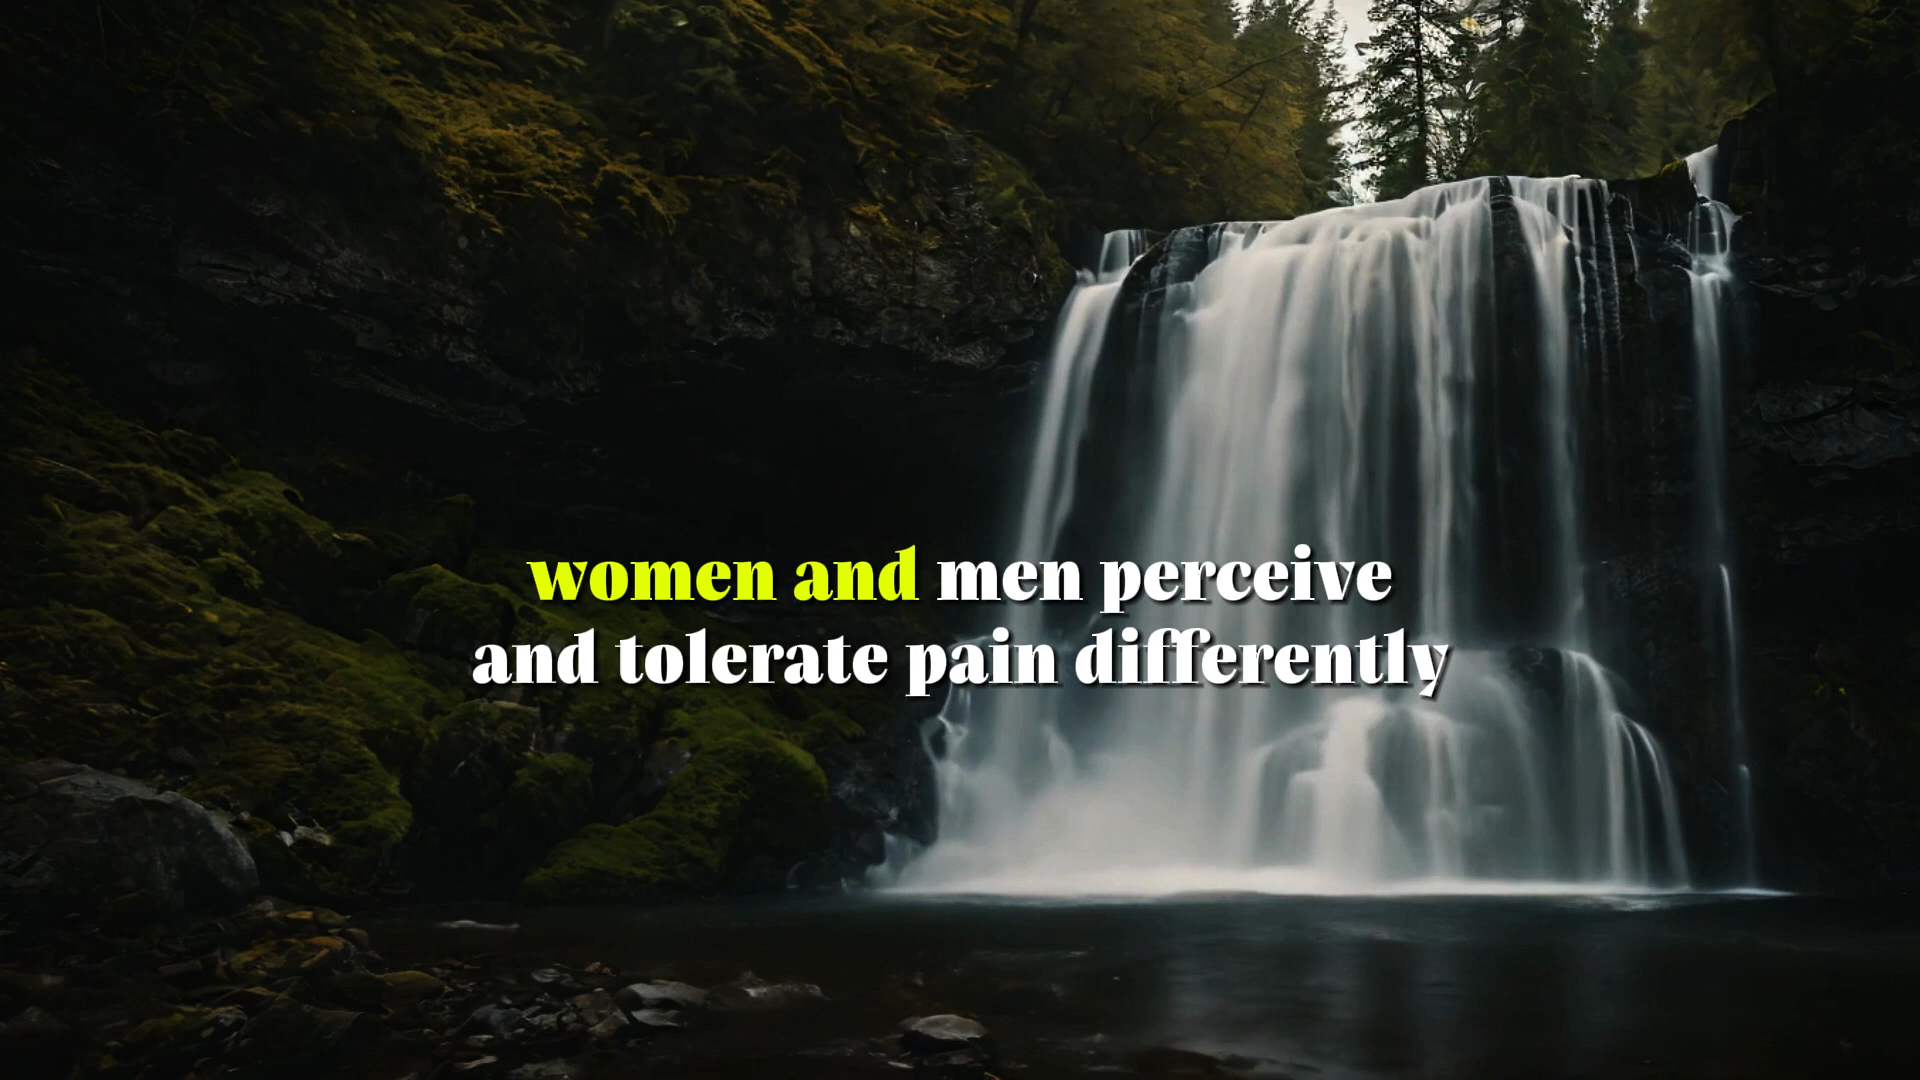 women and men perceive
and tolerate pain differently